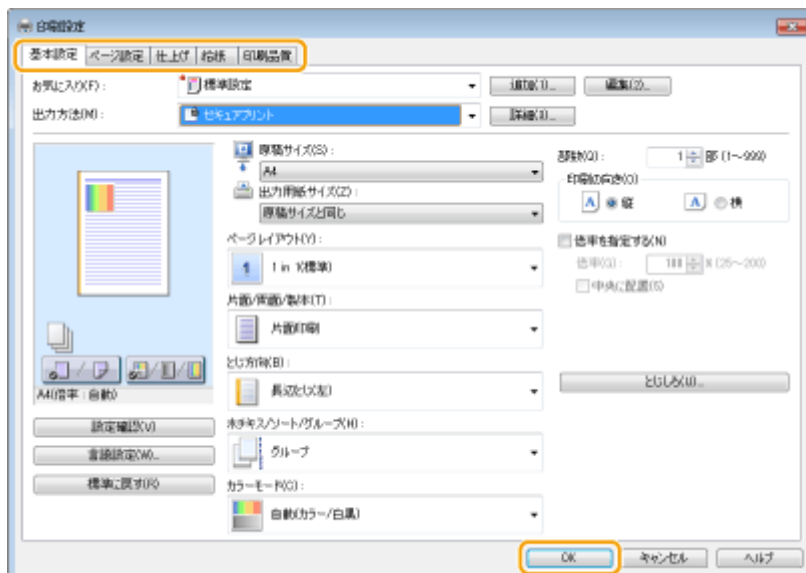 印刷設定
基本設定 ページ設定 仕上げ 給紙 印刷品質
お気に入り(F): 標準設定 追加(1)... 編集(2)...
出力方法(M): セキュアプリント 詳細(3)...
原稿サイズ(S):
A4
出力用紙サイズ(Z):
原稿サイズと同じ
部数(Q): 1 部 (1～999)
印刷の向き(O)
A 縦 A 横
ページレイアウト(Y):
1 1 in 1(標準)
倍率を指定する(N)
倍率(G): 100 % (25～200)
中央に配置(5)
片面/両面/製本(T):
片面印刷
とじ方向(B):
長辺とじ(左)
とじしろ(U)...
A4(倍率:自動)
設定確認(V)
言語設定(W)...
標準に戻す(R)
ホチキス/ソート/グループ(H):
グループ
カラーモード(C):
自動(カラー/白黒)
OK キャンセル ヘルプ